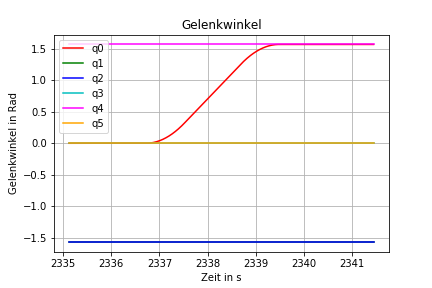 Gelenkwinkel
Gelenkwinkel in Rad
1.5
1.0
0.5
0.0
−0.5
−1.0
−1.5
q0
q1
q2
q3
q4
q5
2335
2336
2337
2338
2339
2340
2341
Zeit in s